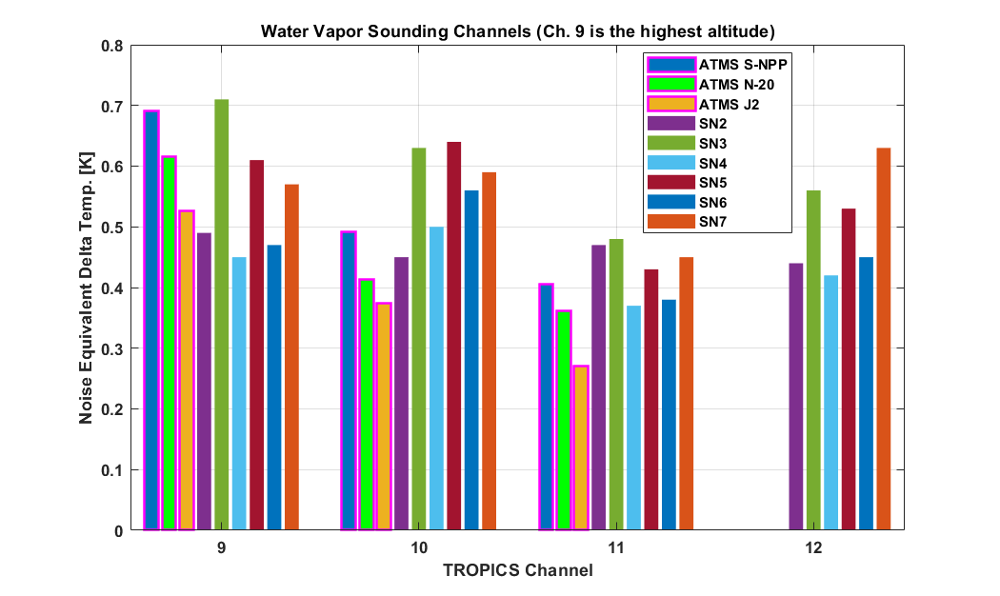 Water Vapor Sounding Channels (Ch. 9 is the highest altitude)
0.8
0.7
0.6
0.5
0.4
0.3
0.2
0.1
0
Noise Equivalent Delta Temp. [K]
ATMS S-NPP
ATMS N-20
ATMS J2
SN2
SN3
SN4
SN5
SN6
SN7
9 10 11 12
TROPICS Channel